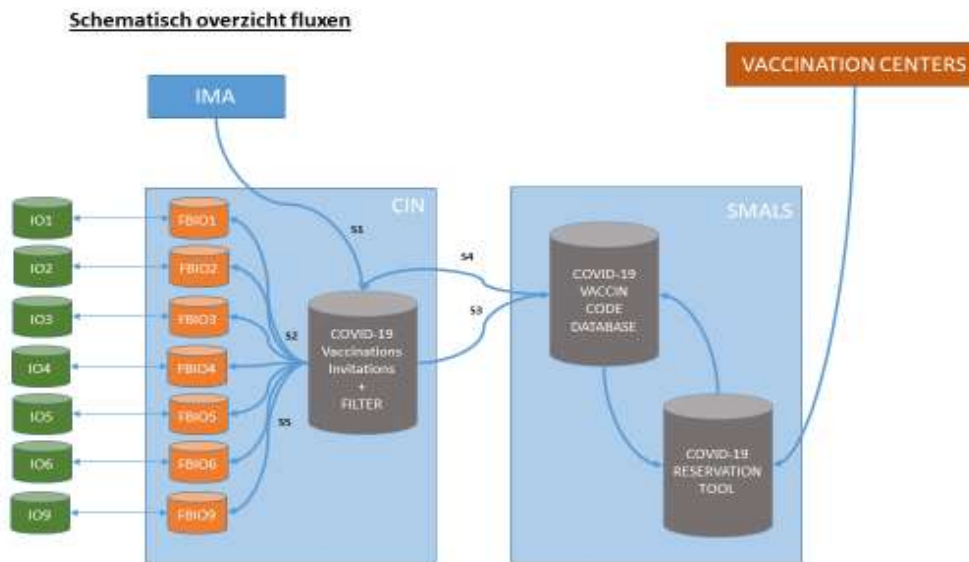 Schematisch overzicht fluxen
VACCINATION CENTERS
IMA
CIN
SMALS
IO1
IO2
IO3
IO4
IO5
IO6
IO9
FBIO1
FBIO2
FBIO3
FBIO4
FBIO5
FBIO6
FBIO9
S1
S2
S5
S4
S3
COVID-19
Vaccinations
Invitations
+
FILTER
COVID-19
VACCIN
CODE
DATABASE
COVID-19
RESERVATION
TOOL